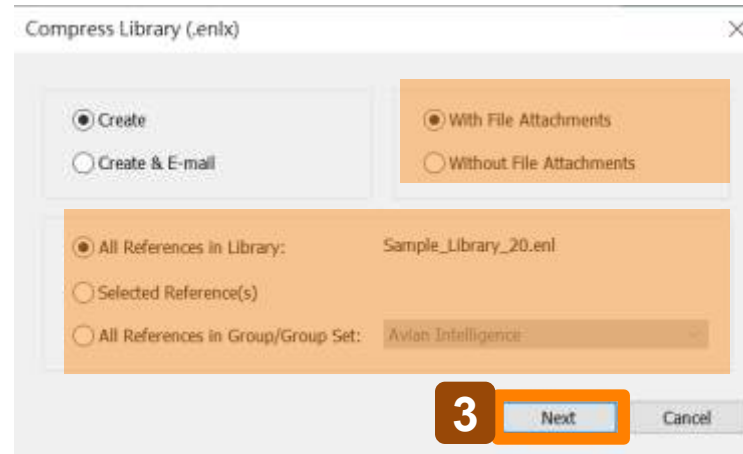 Compress Library (.enlx)
Create
With File Attachments
Create & E-mail
Without File Attachments
All References in Library: Sample_Library_20.enl
Selected Reference(s)
All References in Group/Group Set: Avian Intelligence
3 Next Cancel